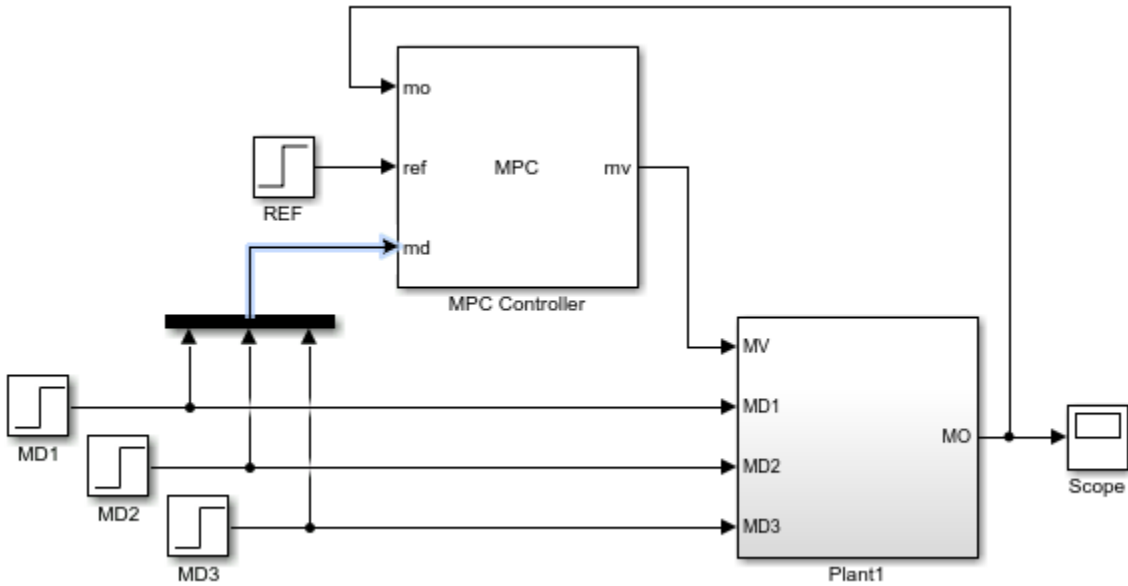 mo
REF
ref
MPC
mv
md
MPC Controller
MD1
MD2
MD3
MV
MD1
MD2
MD3
MO
Plant1
Scope